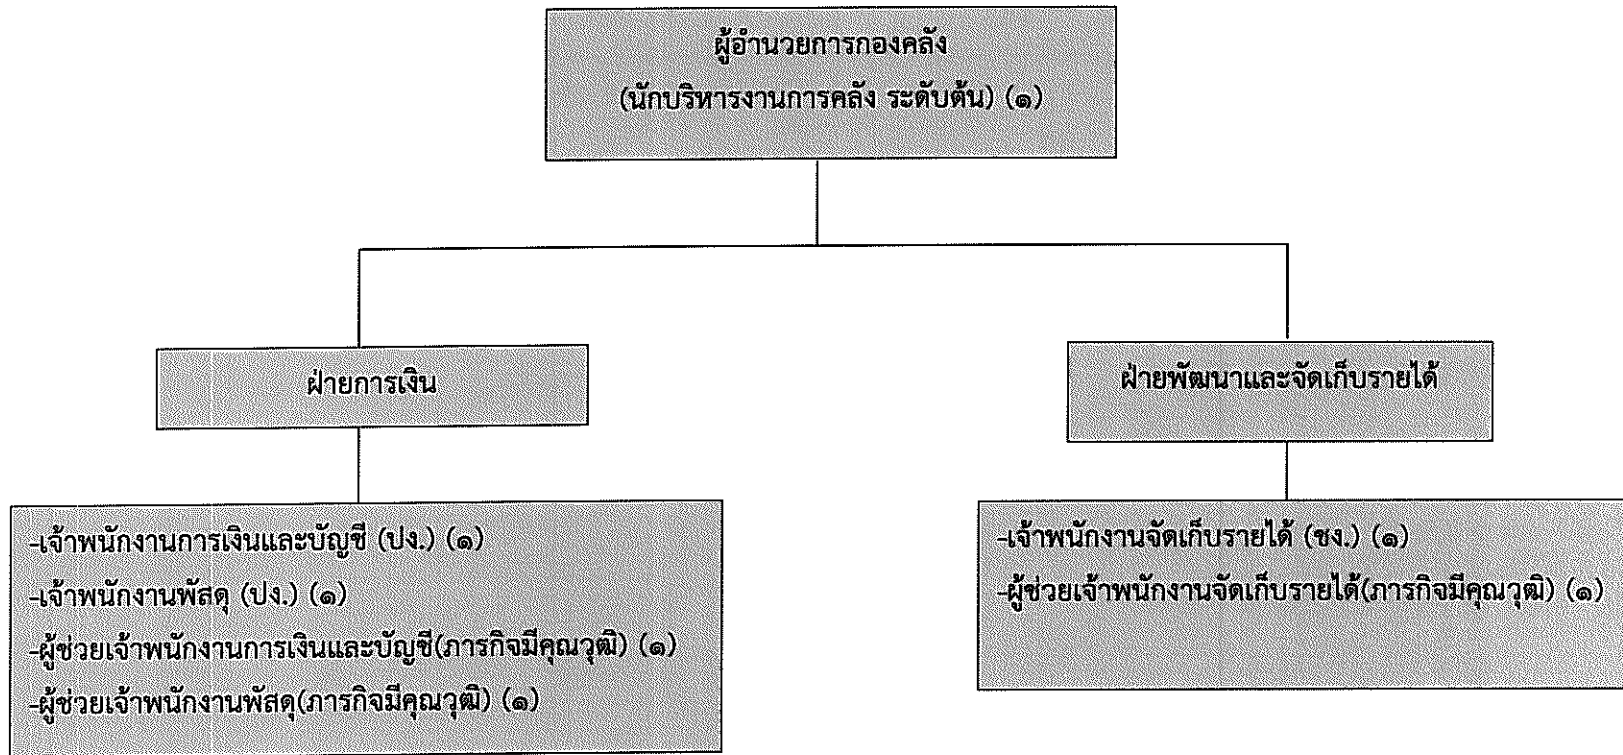 ผู้อำนวยการกองคลัง
(นักบริหารงานการคลัง ระดับต้น) (๑)
ฝ่ายการเงิน
-เจ้าพนักงานการเงินและบัญชี (ปง.) (๑)
-เจ้าพนักงานพัสดุ (ปง.) (๑)
-ผู้ช่วยเจ้าพนักงานการเงินและบัญชี(ภารกิจมีคุณวุฒิ) (๑)
-ผู้ช่วยเจ้าพนักงานพัสดุ(ภารกิจมีคุณวุฒิ) (๑)
ฝ่ายพัฒนาและจัดเก็บรายได้
-เจ้าพนักงานจัดเก็บรายได้ (ชง.) (๑)
-ผู้ช่วยเจ้าพนักงานจัดเก็บรายได้(ภารกิจมีคุณวุฒิ) (๑)